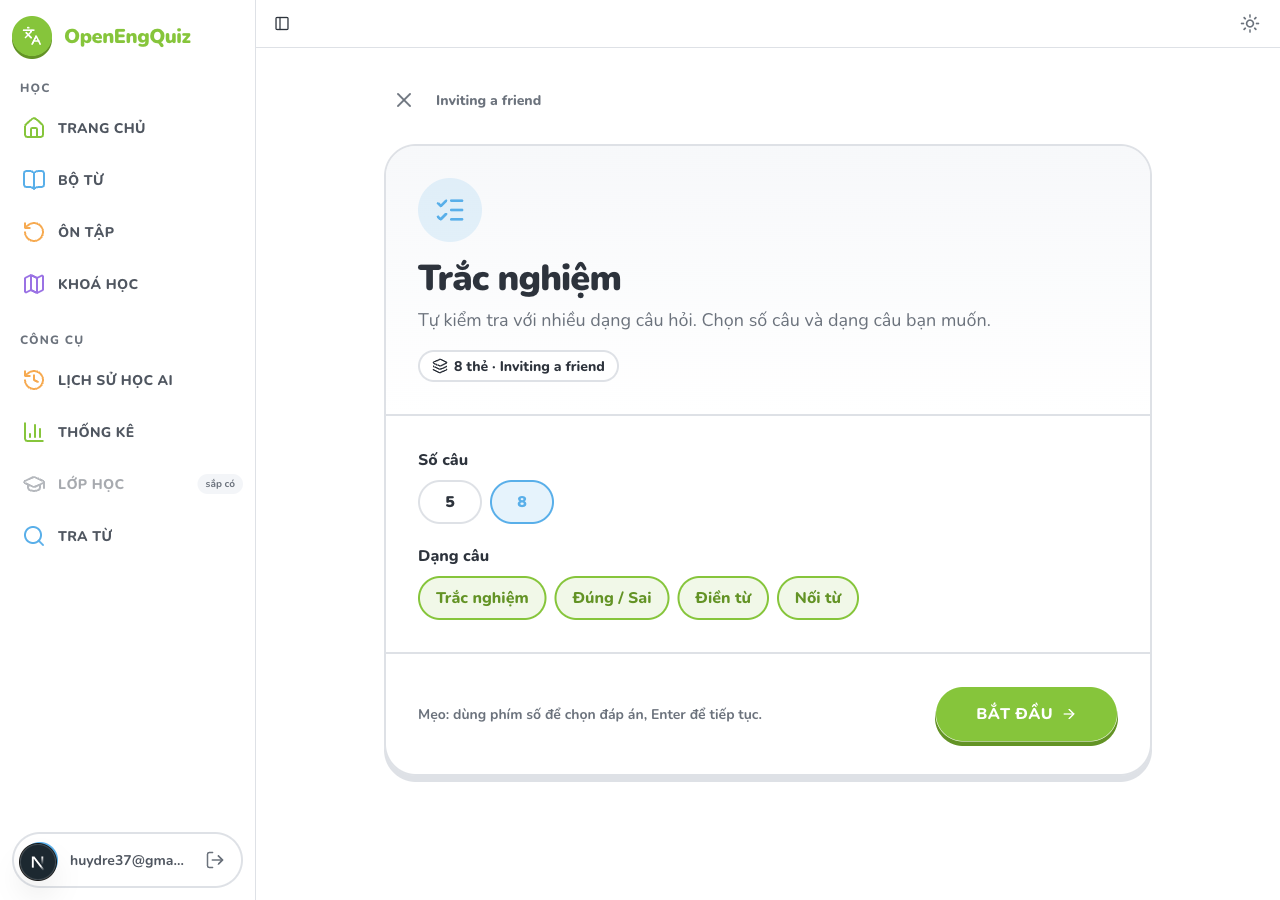 OpenEngQuiz
HỌC
TRANG CHỦ
BỘ TỪ
ÔN TẬP
KHOÁ HỌC
CÔNG CỤ
LỊCH SỬ HỌC AI
THỐNG KÊ
LỚP HỌC sắp có
TRA TỪ
N huydre37@gma...
Inviting a friend
Trắc nghiệm
Tự kiểm tra với nhiều dạng câu hỏi. Chọn số câu và dạng câu bạn muốn.
8 thẻ · Inviting a friend
Số câu
5 8
Dạng câu
Trắc nghiệm Đúng / Sai Điền từ Nối từ
Mẹo: dùng phím số để chọn đáp án, Enter để tiếp tục.
BẮT ĐẦU →